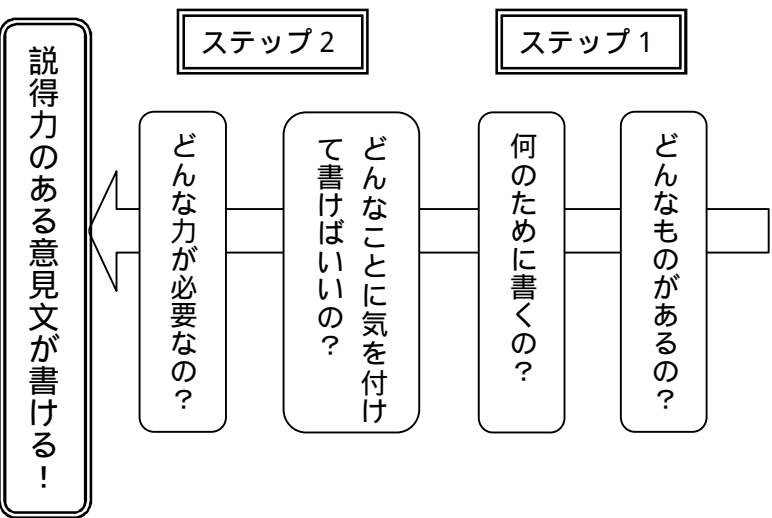 ステップ1
どんなものがあるの？
何のために書くの？
ステップ2
どんなことに気を付け
て書けばいいの？
どんな力が必要なの？
説得力のある意見文が書ける！